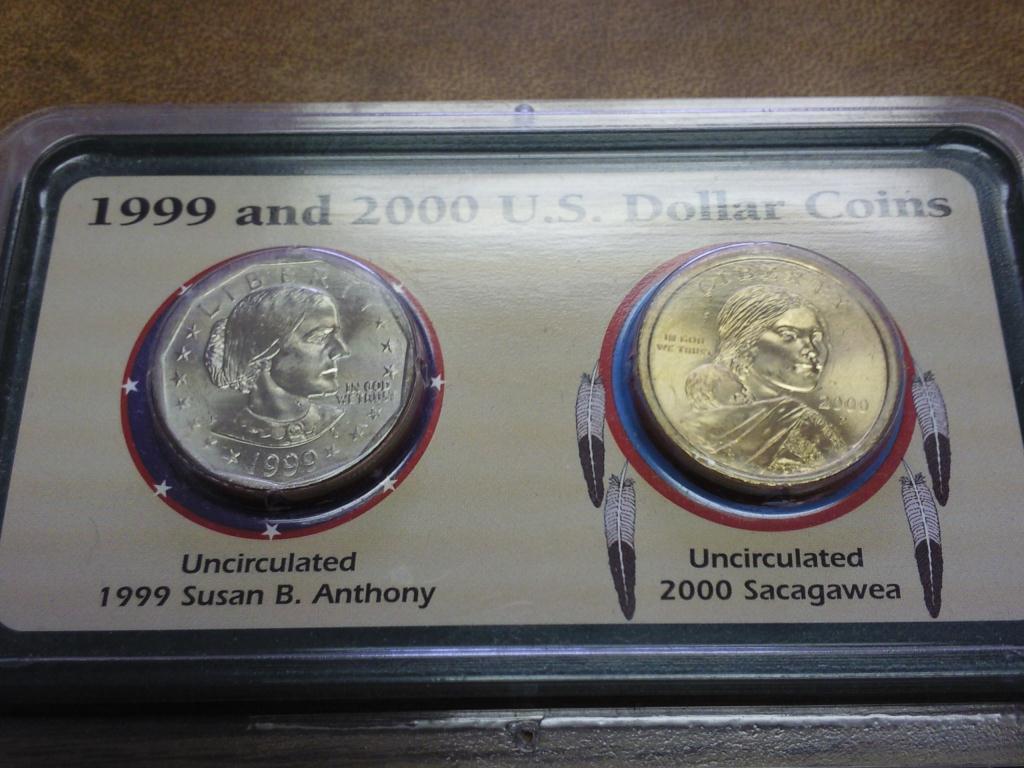 1999 and 2000 U.S. Dollar Coins
LIBERTY
IN GOD
WE TRUST
1999
LIBERTY
IN GOD
WE TRUST
2000
Uncirculated
1999 Susan B. Anthony
Uncirculated
2000 Sacagawea